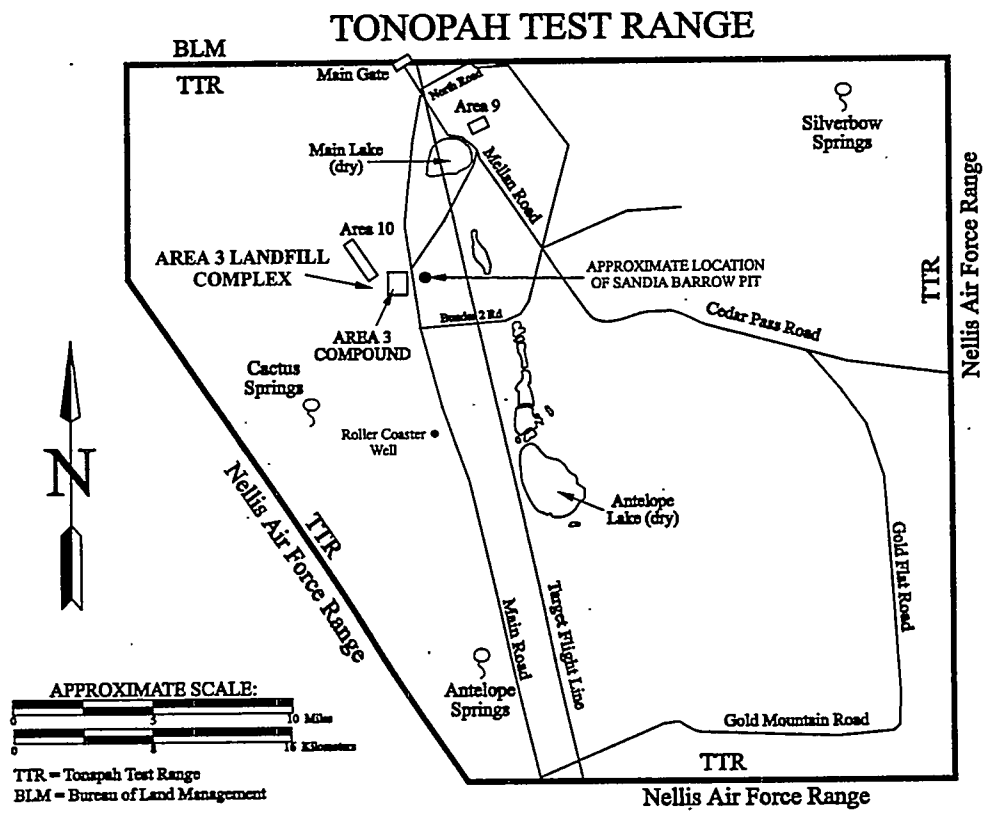 TONOPAH TEST RANGE
BLM
TTR
Main Gate
North Road
Area 9
Silverbow
Springs
Main Lake
(dry)
Mellan Road
Area 10
AREA 3 LANDFILL
COMPLEX
APPROXIMATE LOCATION
OF SANDIA BARROW PIT
TTR
Nellis Air Force Range
AREA 3
COMPOUND
2 Rd
Cedar Pass Road
Cactus
Springs
Roller Coaster
Well
Antelope
Lake (dry)
N
TTR
Nellis Air Force Range
Gold Flat Road
Main Road
Target Flight Line
Antelope
Springs
Gold Mountain Road
TTR
Nellis Air Force Range
APPROXIMATE SCALE:
0 5 10 Miles
0 8 16 Kilometers
TTR = Tonapah Test Range
BLM = Bureau of Land Management